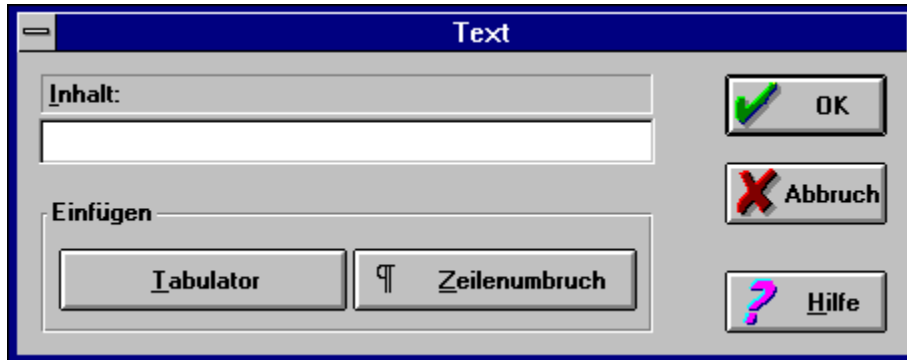 Text
Inhalt:
OK
Abbruch
Einfügen
Tabulator
¶ Zeilenumbruch
Hilfe